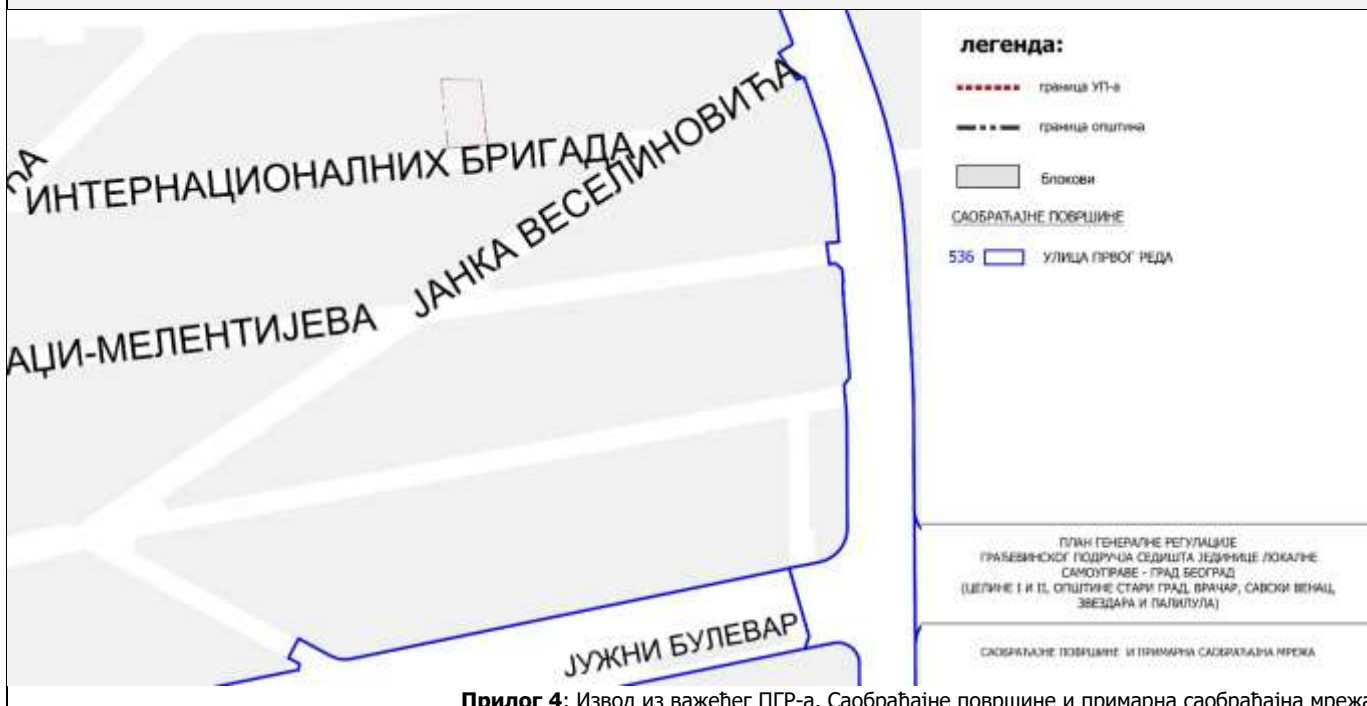 ЋА
ИНТЕРНАЦИОНАЛНИХ БРИГАДА
ЈАНКА ВЕСЕЛИНОВИЋА
АЏИ-МЕЛЕНТИЈЕВА
ЈУЖНИ БУЛЕВАР
легенда:
граница УП-а
граница општина
блокови
САОБРАЋАЈНЕ ПОВРШИНЕ
536 УЛИЦА ПРВОГ РЕДА
ПЛАН ГЕНЕРАЛНЕ РЕГУЛАЦИЈЕ
ГРАЂЕВИНСКОГ ПОДРУЧЈА СЕДИШТА ЈЕДИНИЦЕ ЛОКАЛНЕ
САМОУПРАВЕ - ГРАД БЕОГРАД
(ЦЕЛИНЕ I И II, ОПШТИНЕ СТАРИ ГРАД, ВРАЧАР, САВСКИ ВЕНАЦ,
ЗВЕЗДАРА И ПАЛИЛУЛА)
САОБРАЋАЈНЕ ПОВРШИНЕ И ПРИМАРНА САОБРАЋАЈНА МРЕЖА
Прилог 4: Извод из важећег ПГР-а, Саобраћајне површине и примарна саобраћајна мрежа